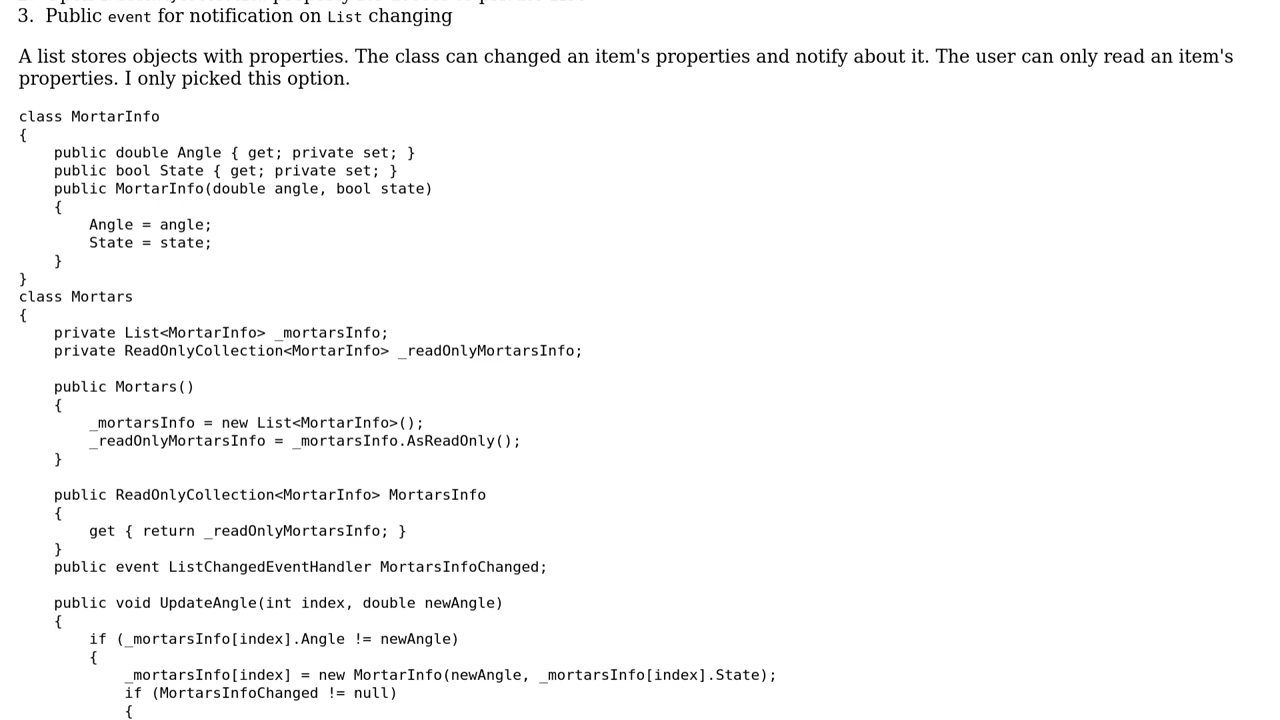 3. Public event for notification on List changing
A list stores objects with properties. The class can changed an item's properties and notify about it. The user can only read an item's
properties. I only picked this option.
class MortarInfo
{
    public double Angle { get; private set; }
    public bool State { get; private set; }
    public MortarInfo(double angle, bool state)
    {
        Angle = angle;
        State = state;
    }
}
class Mortars
{
    private List<MortarInfo> _mortarsInfo;
    private ReadOnlyCollection<MortarInfo> _readOnlyMortarsInfo;

    public Mortars()
    {
        _mortarsInfo = new List<MortarInfo>();
        _readOnlyMortarsInfo = _mortarsInfo.AsReadOnly();
    }

    public ReadOnlyCollection<MortarInfo> MortarsInfo
    {
        get { return _readOnlyMortarsInfo; }
    }
    public event ListChangedEventHandler MortarsInfoChanged;

    public void UpdateAngle(int index, double newAngle)
    {
        if (_mortarsInfo[index].Angle != newAngle)
        {
            _mortarsInfo[index] = new MortarInfo(newAngle, _mortarsInfo[index].State);
            if (MortarsInfoChanged != null)
            {